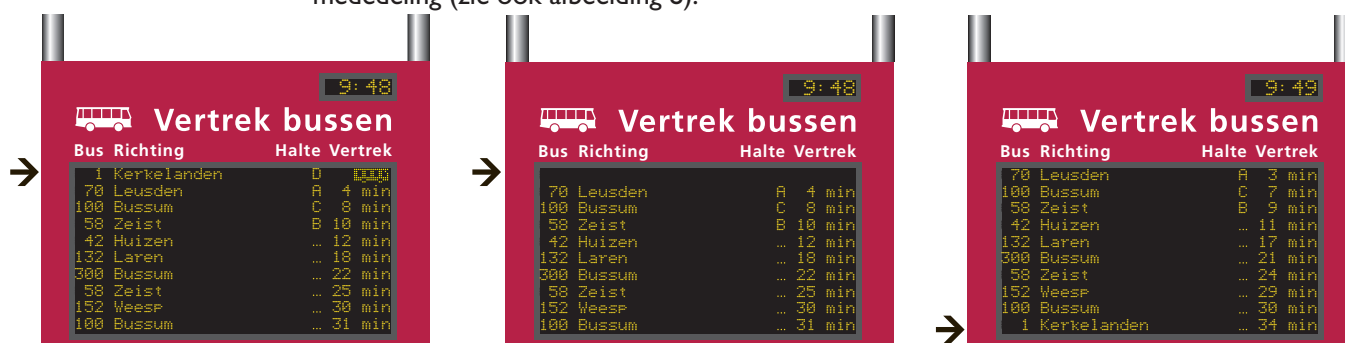 mededeling (zie ook afbeelding 8).
9:48
Vertrek bussen
Bus Richting Halte Vertrek
1 Kerkelanden D
70 Leusden A 4 min
100 Bussum C 8 min
58 Zeist B 10 min
42 Huizen … 12 min
132 Laren … 18 min
300 Bussum … 22 min
58 Zeist … 25 min
152 Weesp … 30 min
100 Bussum … 31 min
9:48
Vertrek bussen
Bus Richting Halte Vertrek
70 Leusden A 4 min
100 Bussum C 8 min
58 Zeist B 10 min
42 Huizen … 12 min
132 Laren … 18 min
300 Bussum … 22 min
58 Zeist … 25 min
152 Weesp … 30 min
100 Bussum … 31 min
9:49
Vertrek bussen
Bus Richting Halte Vertrek
70 Leusden A 3 min
100 Bussum C 7 min
58 Zeist B 9 min
42 Huizen … 11 min
132 Laren … 17 min
300 Bussum … 21 min
58 Zeist … 24 min
152 Weesp … 29 min
100 Bussum … 30 min
1 Kerkelanden … 34 min